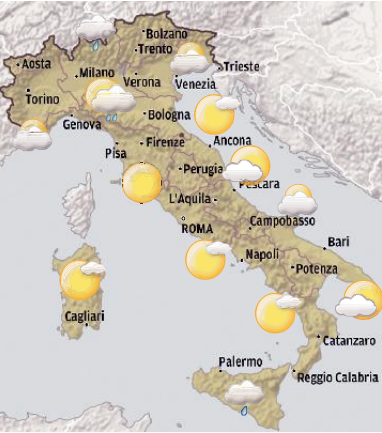 Bolzano
Trento
Aosta
Milano
Verona
Venezia
Trieste
Torino
Genova
Bologna
Pisa
Firenze
Ancona
Perugia
Pescara
L'Aquila
ROMA
Campobasso
Bari
Napoli
Potenza
Cagliari
Catanzaro
Palermo
Reggio Calabria